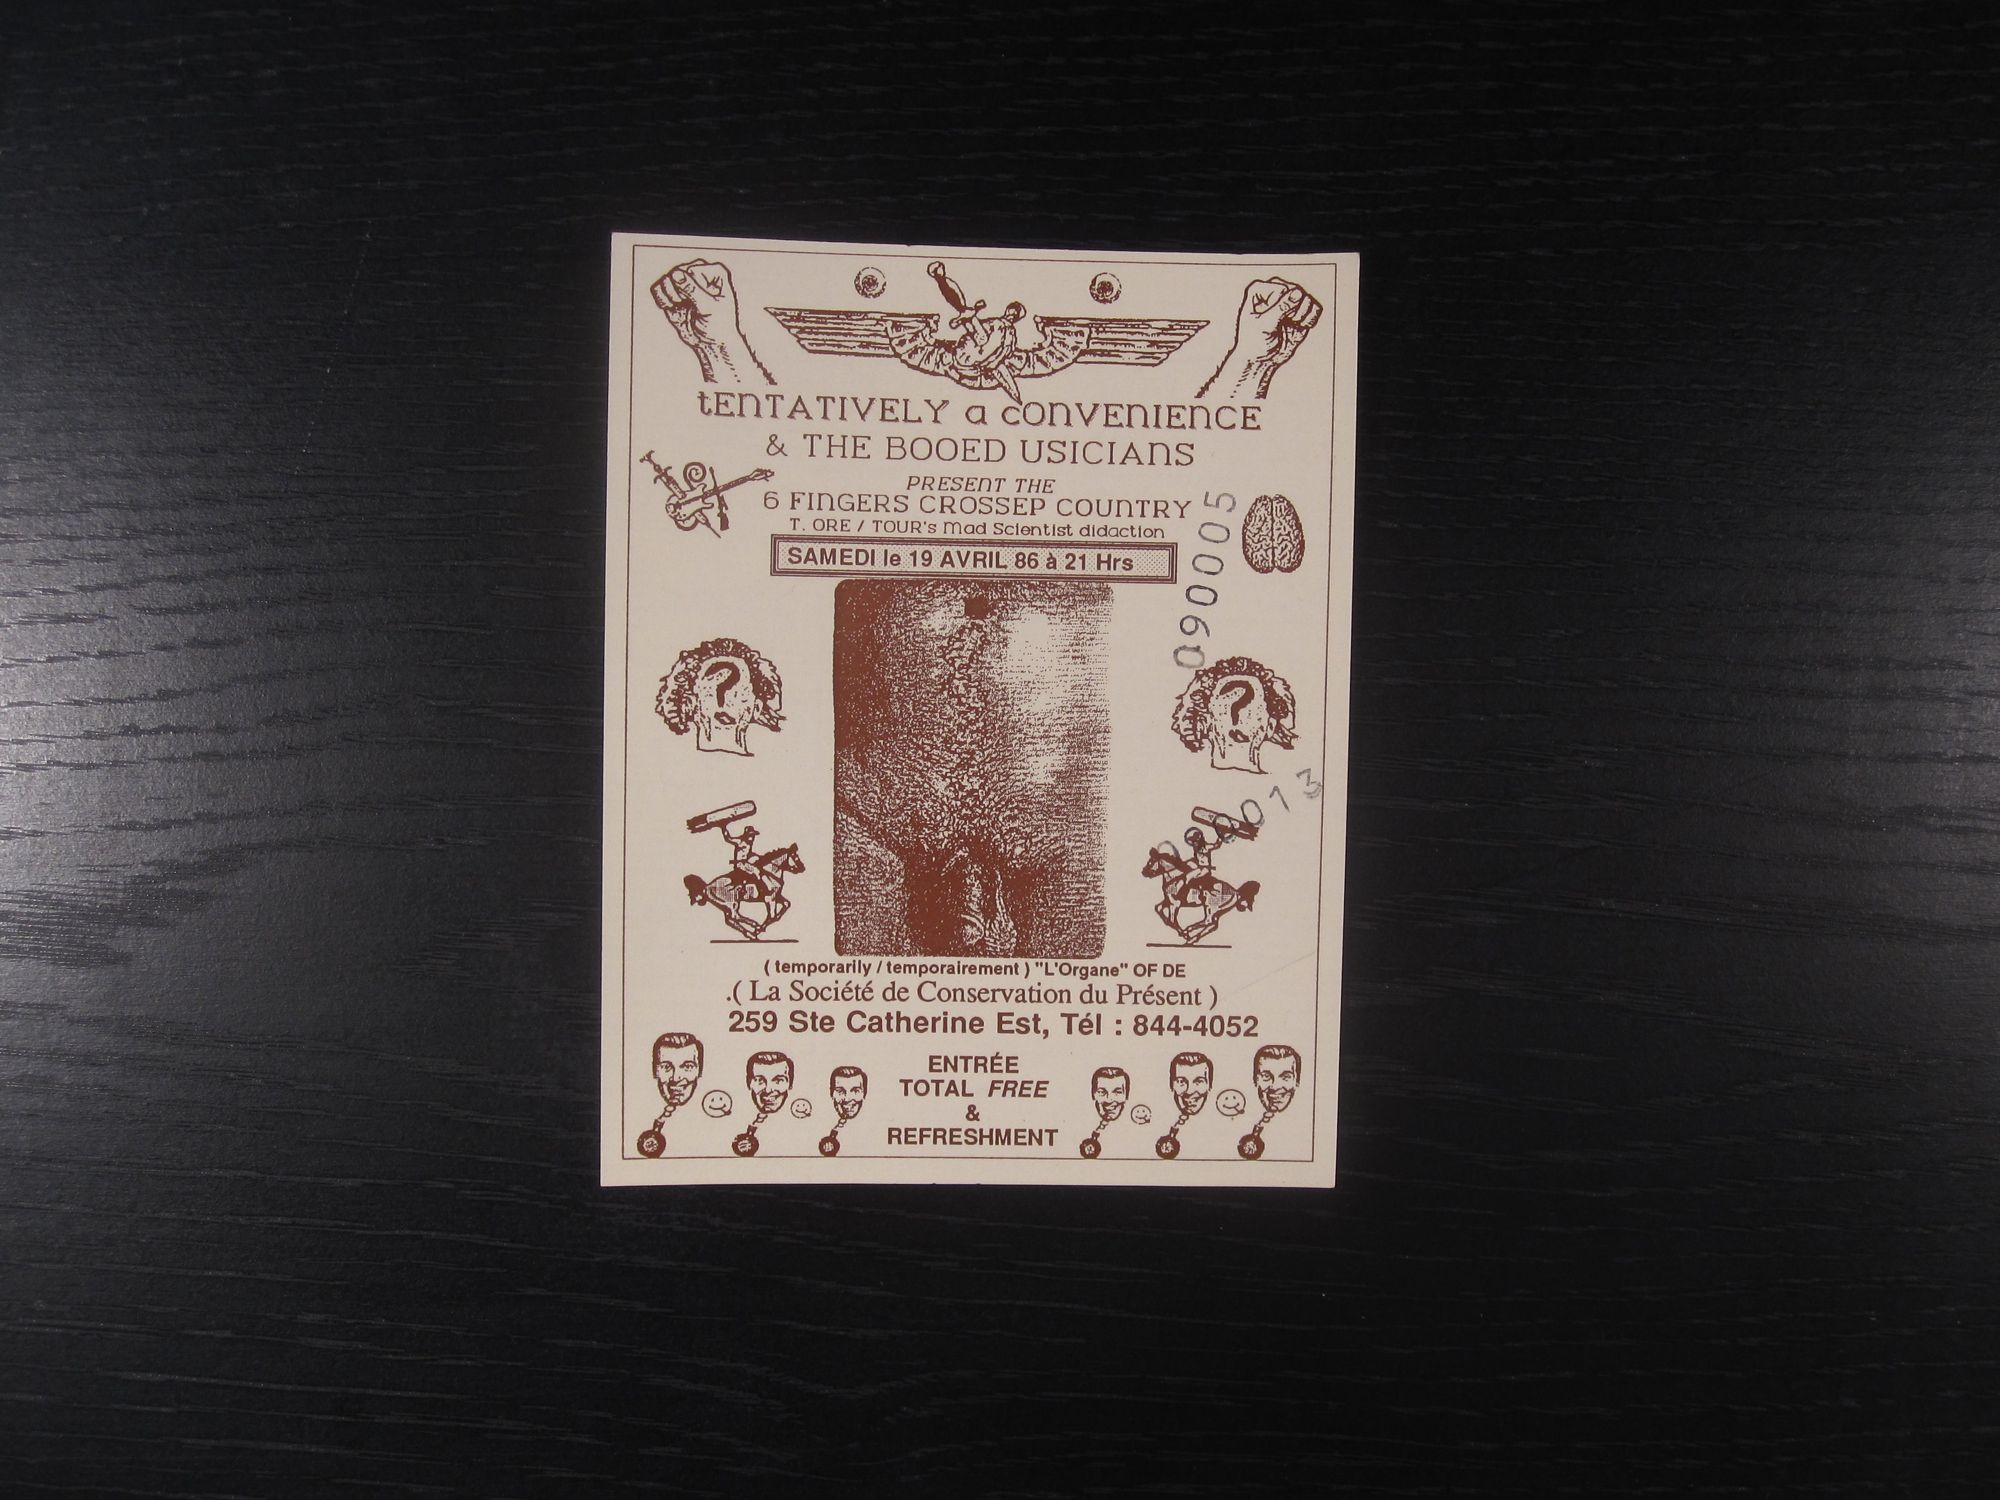 tENTATIVELY a cONVENIENCE
& THE BOOED USICIANS
PRESENT THE
6 FINGERS CROSSEP COUNTRY
T. ORE / TOUR's Mad Scientist didaction
SAMEDI le 19 AVRIL 86 à 21 Hrs
0900005
?
?
( temporarily / temporairement ) "L'Organe" OF DE
.( La Société de Conservation du Présent )
259 Ste Catherine Est, Tél : 844-4052
ENTRÉE
TOTAL FREE
&
REFRESHMENT